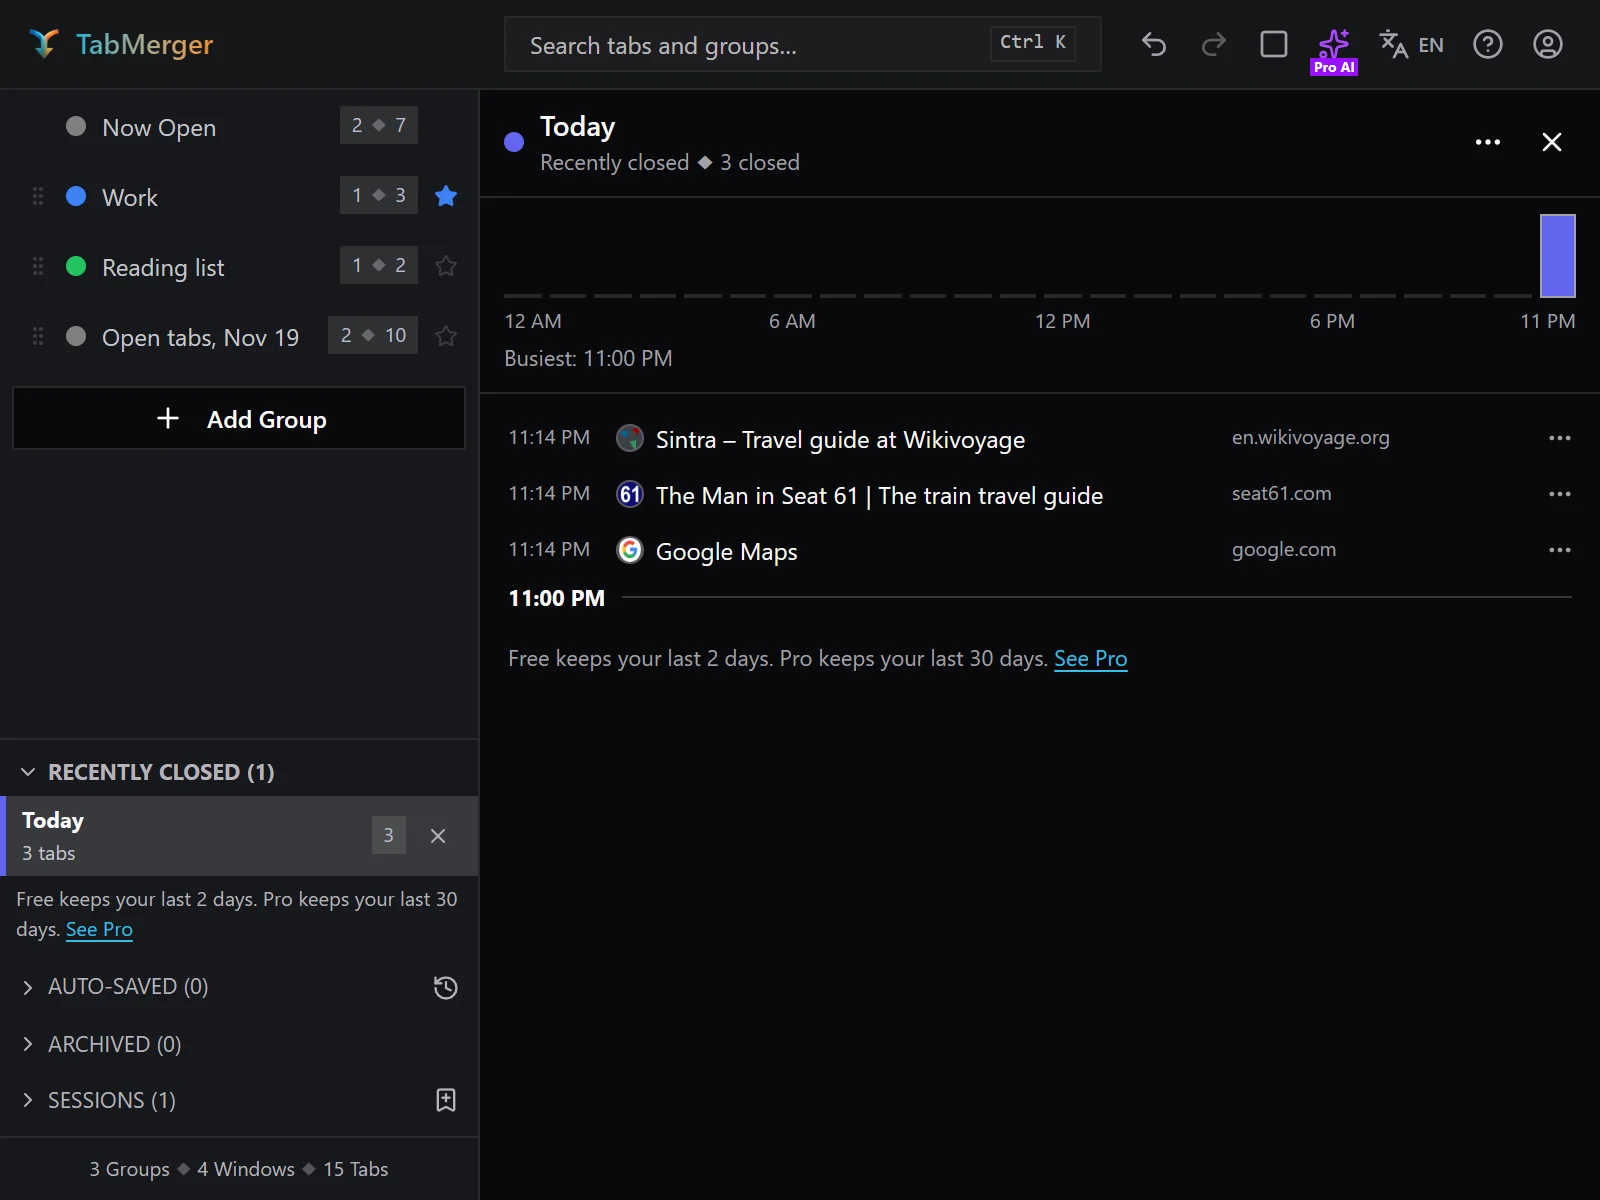 TabMerger
Search tabs and groups...
Ctrl K
Pro AI
EN
Now Open
2 ◆ 7
Work
1 ◆ 3
Reading list
1 ◆ 2
Open tabs, Nov 19
2 ◆ 10
+ Add Group
RECENTLY CLOSED (1)
Today
3 tabs
3
Free keeps your last 2 days. Pro keeps your last 30
days. See Pro
AUTO-SAVED (0)
ARCHIVED (0)
SESSIONS (1)
3 Groups ◆ 4 Windows ◆ 15 Tabs
Today
Recently closed ◆ 3 closed
12 AM 6 AM 12 PM 6 PM 11 PM
Busiest: 11:00 PM
11:14 PM Sintra – Travel guide at Wikivoyage en.wikivoyage.org
11:14 PM 61 The Man in Seat 61 | The train travel guide seat61.com
11:14 PM G Google Maps google.com
11:00 PM
Free keeps your last 2 days. Pro keeps your last 30 days. See Pro